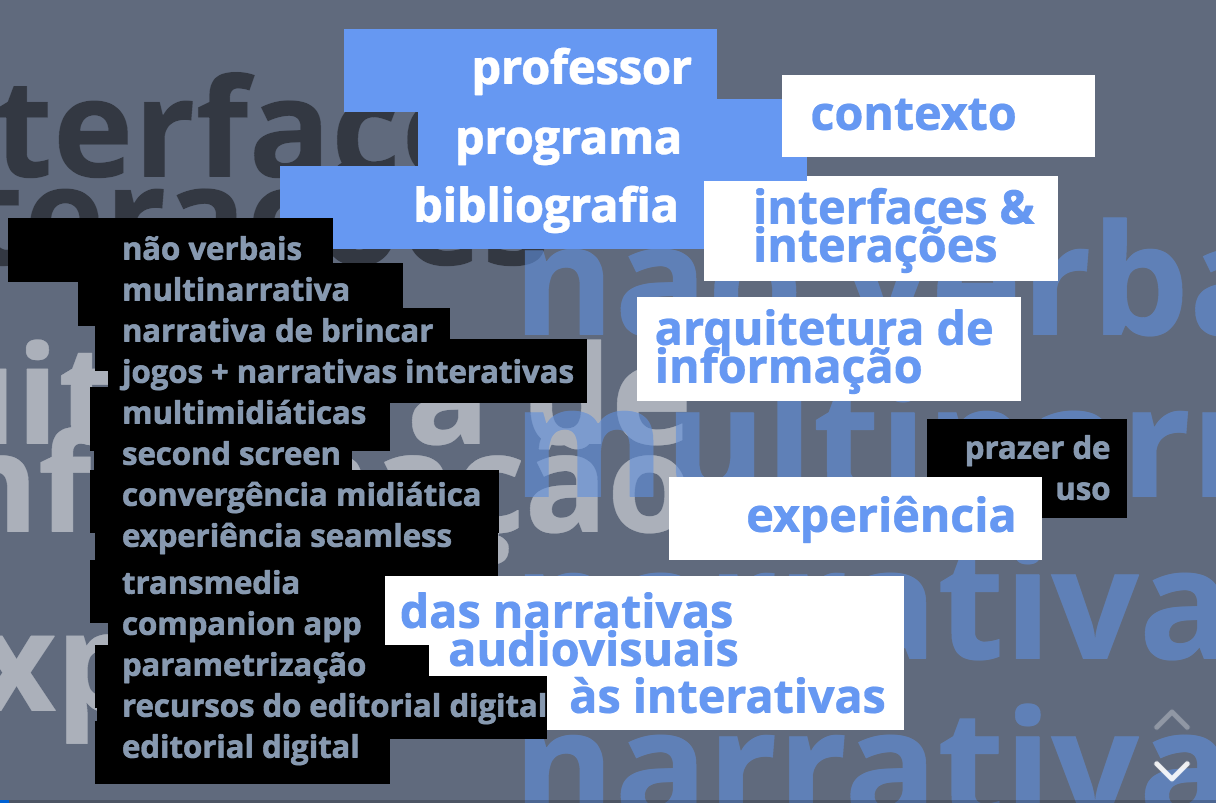 professor
programa
bibliografia
contexto
interfaces &
interações
arquitetura de
informação
prazer de
uso
experiência
das narrativas
audiovisuais
às interativas
não verbais
multinarrativa
narrativa de brincar
jogos + narrativas interativas
multimidiáticas
second screen
convergência midiática
experiência seamless
transmedia
companion app
parametrização
recursos do editorial digital
editorial digital